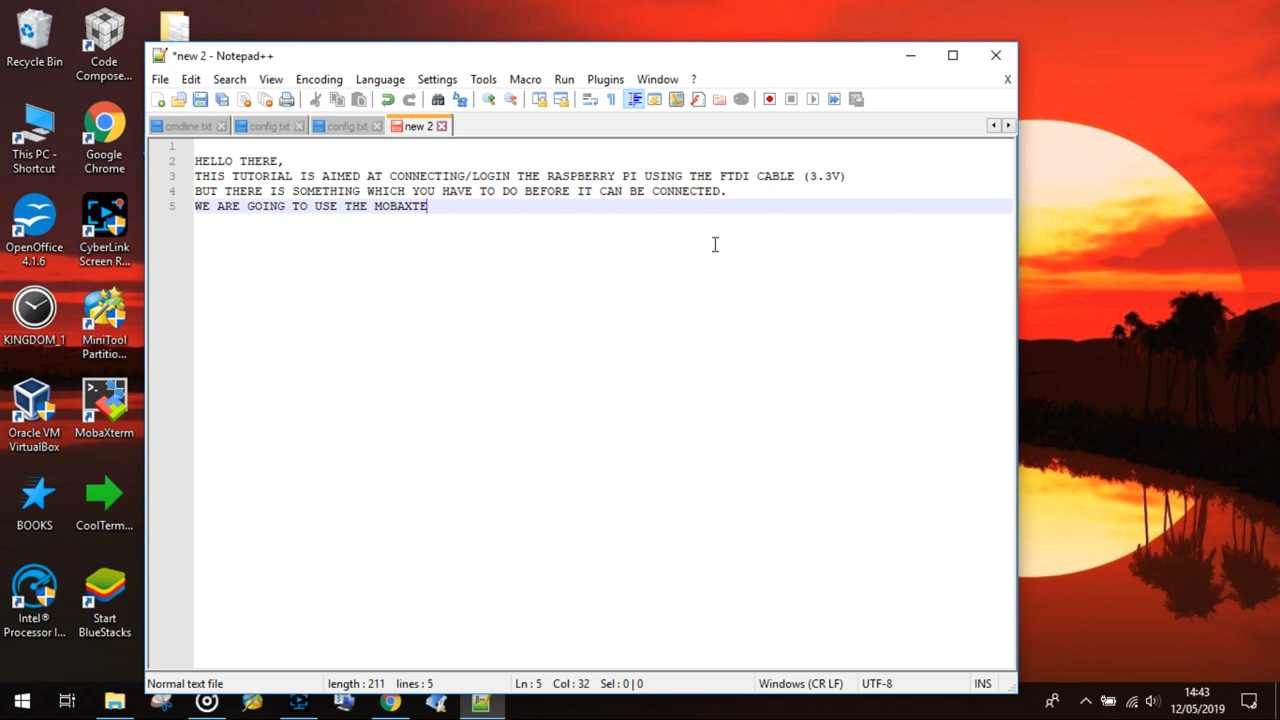 *new 2 - Notepad++
File Edit Search View Encoding Language Settings Tools Macro Run Plugins Window ? X
cmdline.txt config.txt config.txt new 2
1
2 HELLO THERE,
3 THIS TUTORIAL IS AIMED AT CONNECTING/LOGIN THE RASPBERRY PI USING THE FTDI CABLE (3.3V)
4 BUT THERE IS SOMETHING WHICH YOU HAVE TO DO BEFORE IT CAN BE CONNECTED.
5 WE ARE GOING TO USE THE MOBAXTE
Normal text file length : 211 lines : 5 Ln : 5 Col : 32 Sel : 0 | 0 Windows (CR LF) UTF-8 INS
Recycle Bin
Code
Compose...
This PC -
Shortcut
Google
Chrome
OpenOffice
4.1.6
CyberLink
Screen R...
KINGDOM_1
MiniTool
Partitio...
Oracle VM
VirtualBox
MobaXterm
BOOKS
CoolTerm...
Intel®
Processor I...
Start
BlueStacks
14:43
12/05/2019